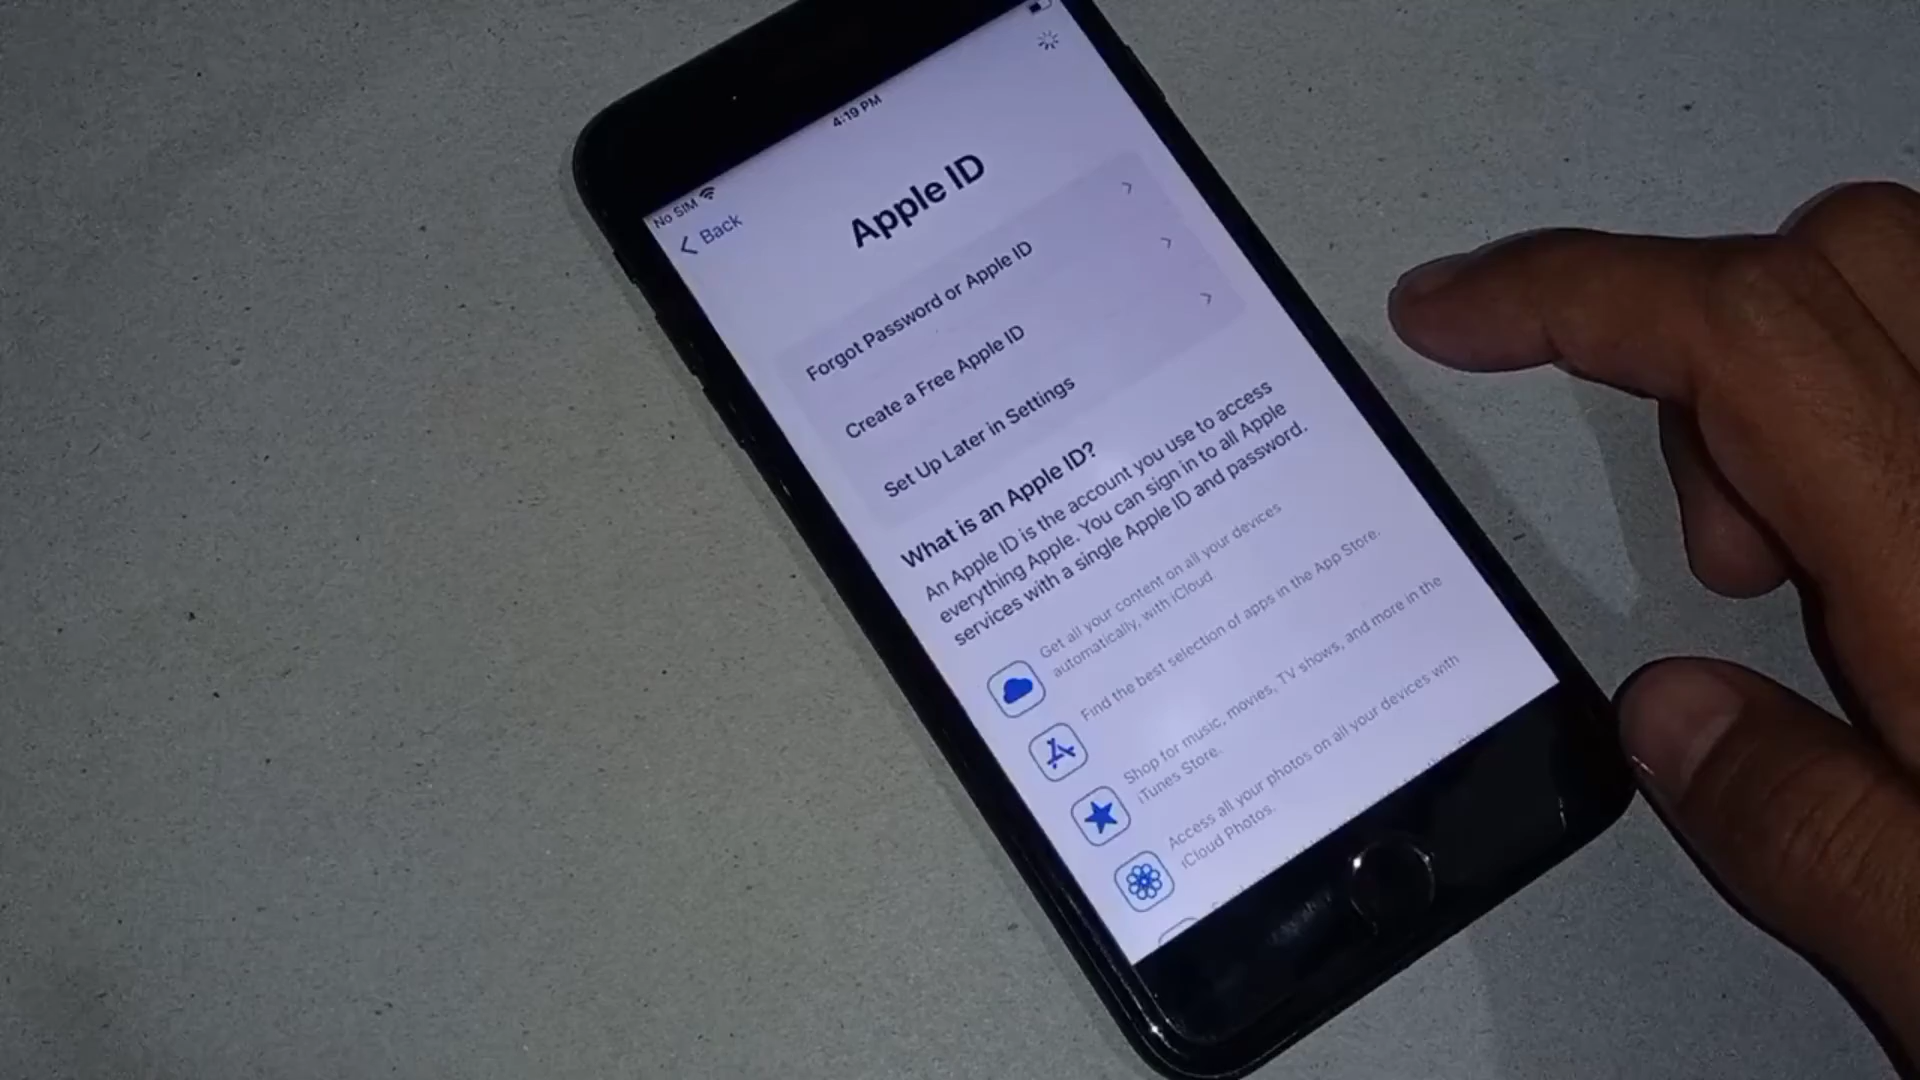 No SIM
4:19 PM
Back
Apple ID
Forgot Password or Apple ID
Create a Free Apple ID
Set Up Later in Settings
What is an Apple ID?
An Apple ID is the account you use to access
everything Apple. You can sign in to all Apple
services with a single Apple ID and password.
Get all your content on all your devices
automatically, with iCloud.
Find the best selection of apps in the App Store.
Shop for music, movies, TV shows, and more in the
iTunes Store.
Access all your photos on all your devices with
iCloud Photos.